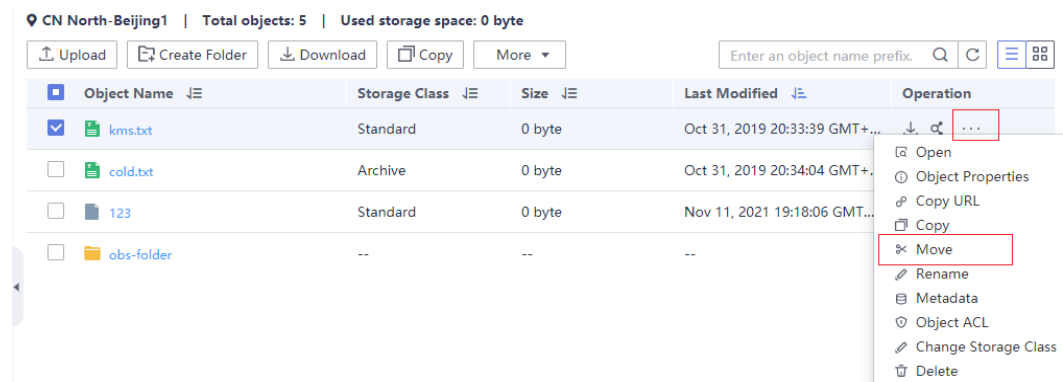 CN North-Beijing1 | Total objects: 5 | Used storage space: 0 byte
Upload Create Folder Download Copy More Enter an object name prefix.
Object Name Storage Class Size Last Modified Operation
kms.txt Standard 0 byte Oct 31, 2019 20:33:39 GMT+... ...
cold.txt Archive 0 byte Oct 31, 2019 20:34:04 GMT+.
123 Standard 0 byte Nov 11, 2021 19:18:06 GMT...
obs-folder -- -- --
Open
Object Properties
Copy URL
Copy
Move
Rename
Metadata
Object ACL
Change Storage Class
Delete